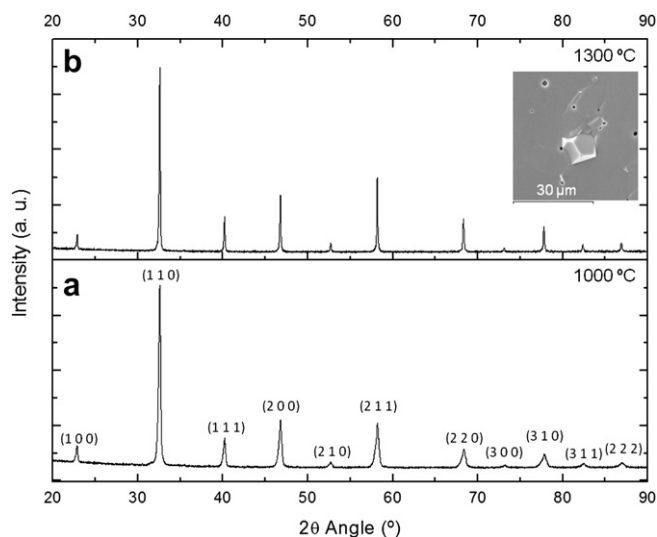 20 30 40 50 60 70 80 90
b
1300 ºC
30 µm
a
1000 ºC
(1 0 0)
(1 1 0)
(1 1 1)
(2 0 0)
(2 1 0)
(2 1 1)
(2 2 0)
(3 0 0)
(3 1 0)
(3 1 1)
(2 2 2)
Intensity (a. u.)
20 30 40 50 60 70 80 90
2θ Angle (º)